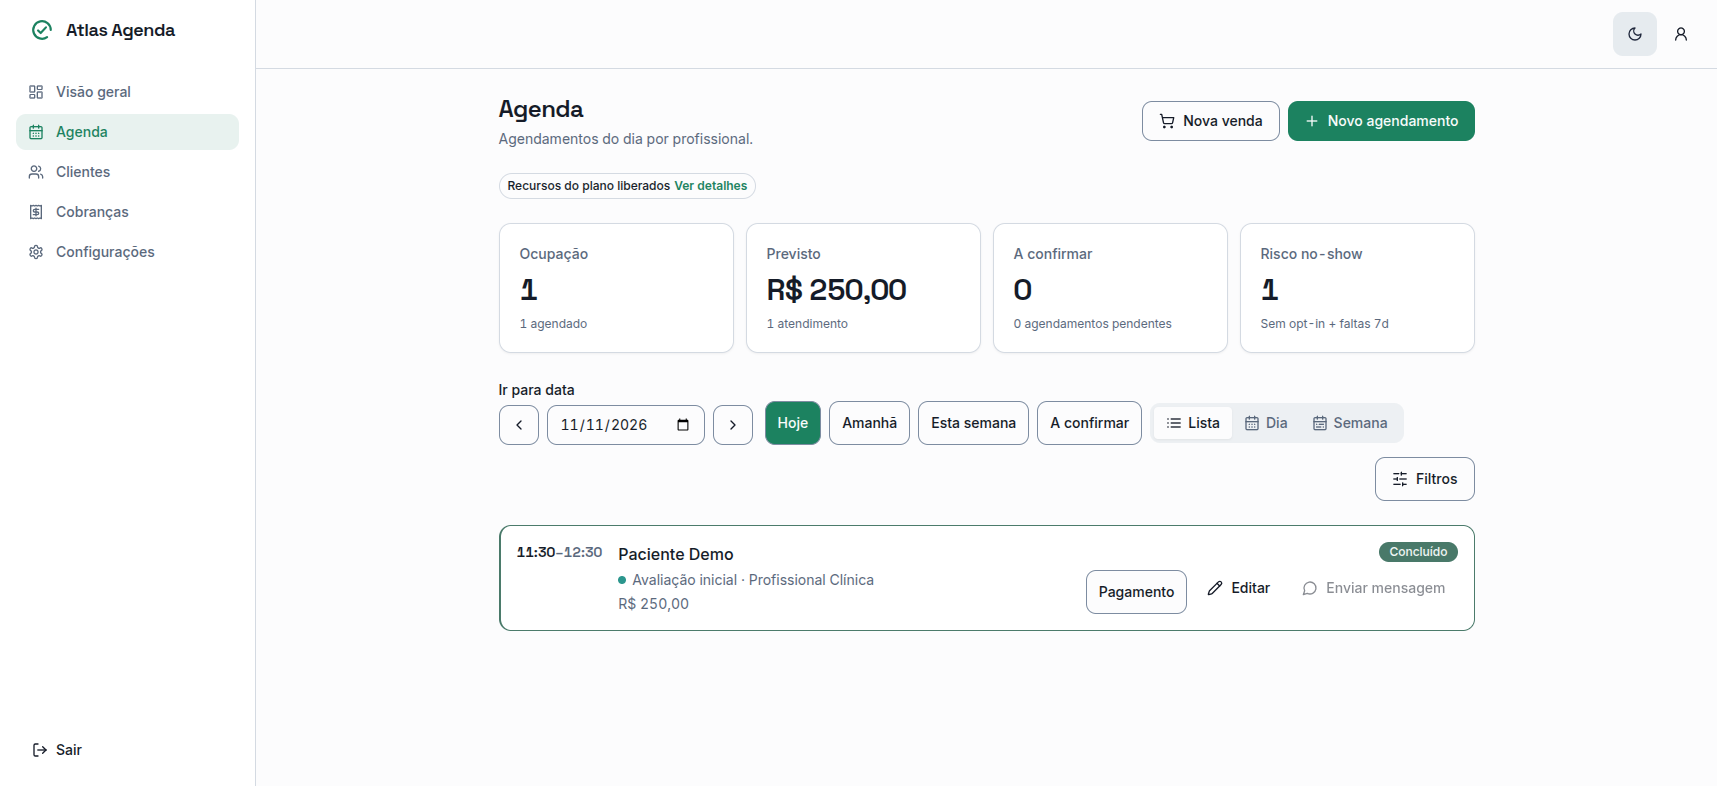 Atlas Agenda
Visão geral
Agenda
Clientes
Cobranças
Configurações
Sair
Agenda
Agendamentos do dia por profissional.
Nova venda
Novo agendamento
Recursos do plano liberados Ver detalhes
Ocupação
1
1 agendado
Previsto
R$ 250,00
1 atendimento
A confirmar
0
0 agendamentos pendentes
Risco no-show
1
Sem opt-in + faltas 7d
Ir para data
11/11/2026
Hoje
Amanhã
Esta semana
A confirmar
Lista
Dia
Semana
Filtros
11:30–12:30
Paciente Demo
Avaliação inicial · Profissional Clínica
R$ 250,00
Concluído
Pagamento
Editar
Enviar mensagem